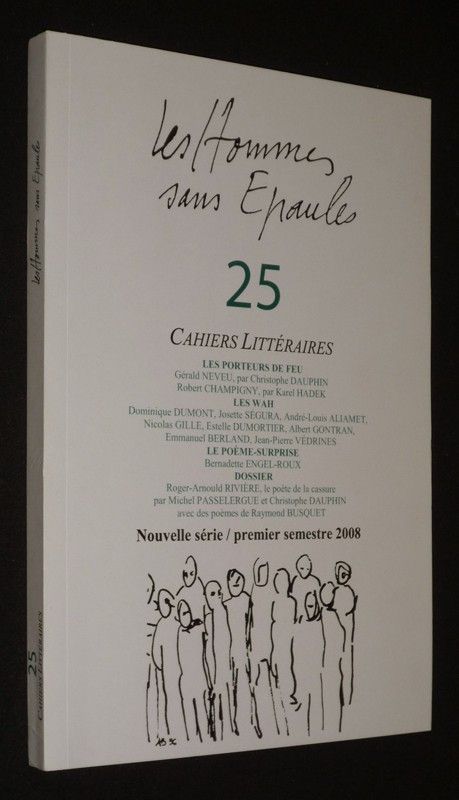 Les Hommes
sans Epaules
25
CAHIERS LITTÉRAIRES
LES PORTEURS DE FEU
Gérald NEVEU, par Christophe DAUPHIN
Robert CHAMPIGNY, par Karel HADEK
LES WAH
Dominique DUMONT, Josette SÉGURA, André-Louis ALIAMET,
Nicolas GILLE, Estelle DUMORTIER, Albert GONTRAN,
Emmanuel BERLAND, Jean-Pierre VÉDRINES
LE POÈME-SURPRISE
Bernadette ENGEL-ROUX
DOSSIER
Roger-Arnould RIVIÈRE, le poète de la cassure
par Michel PASSELERGUE et Christophe DAUPHIN
avec des poèmes de Raymond BUSQUET
Nouvelle série / premier semestre 2008
les Hommes sans Epaules
25
CAHIERS LITTÉRAIRES